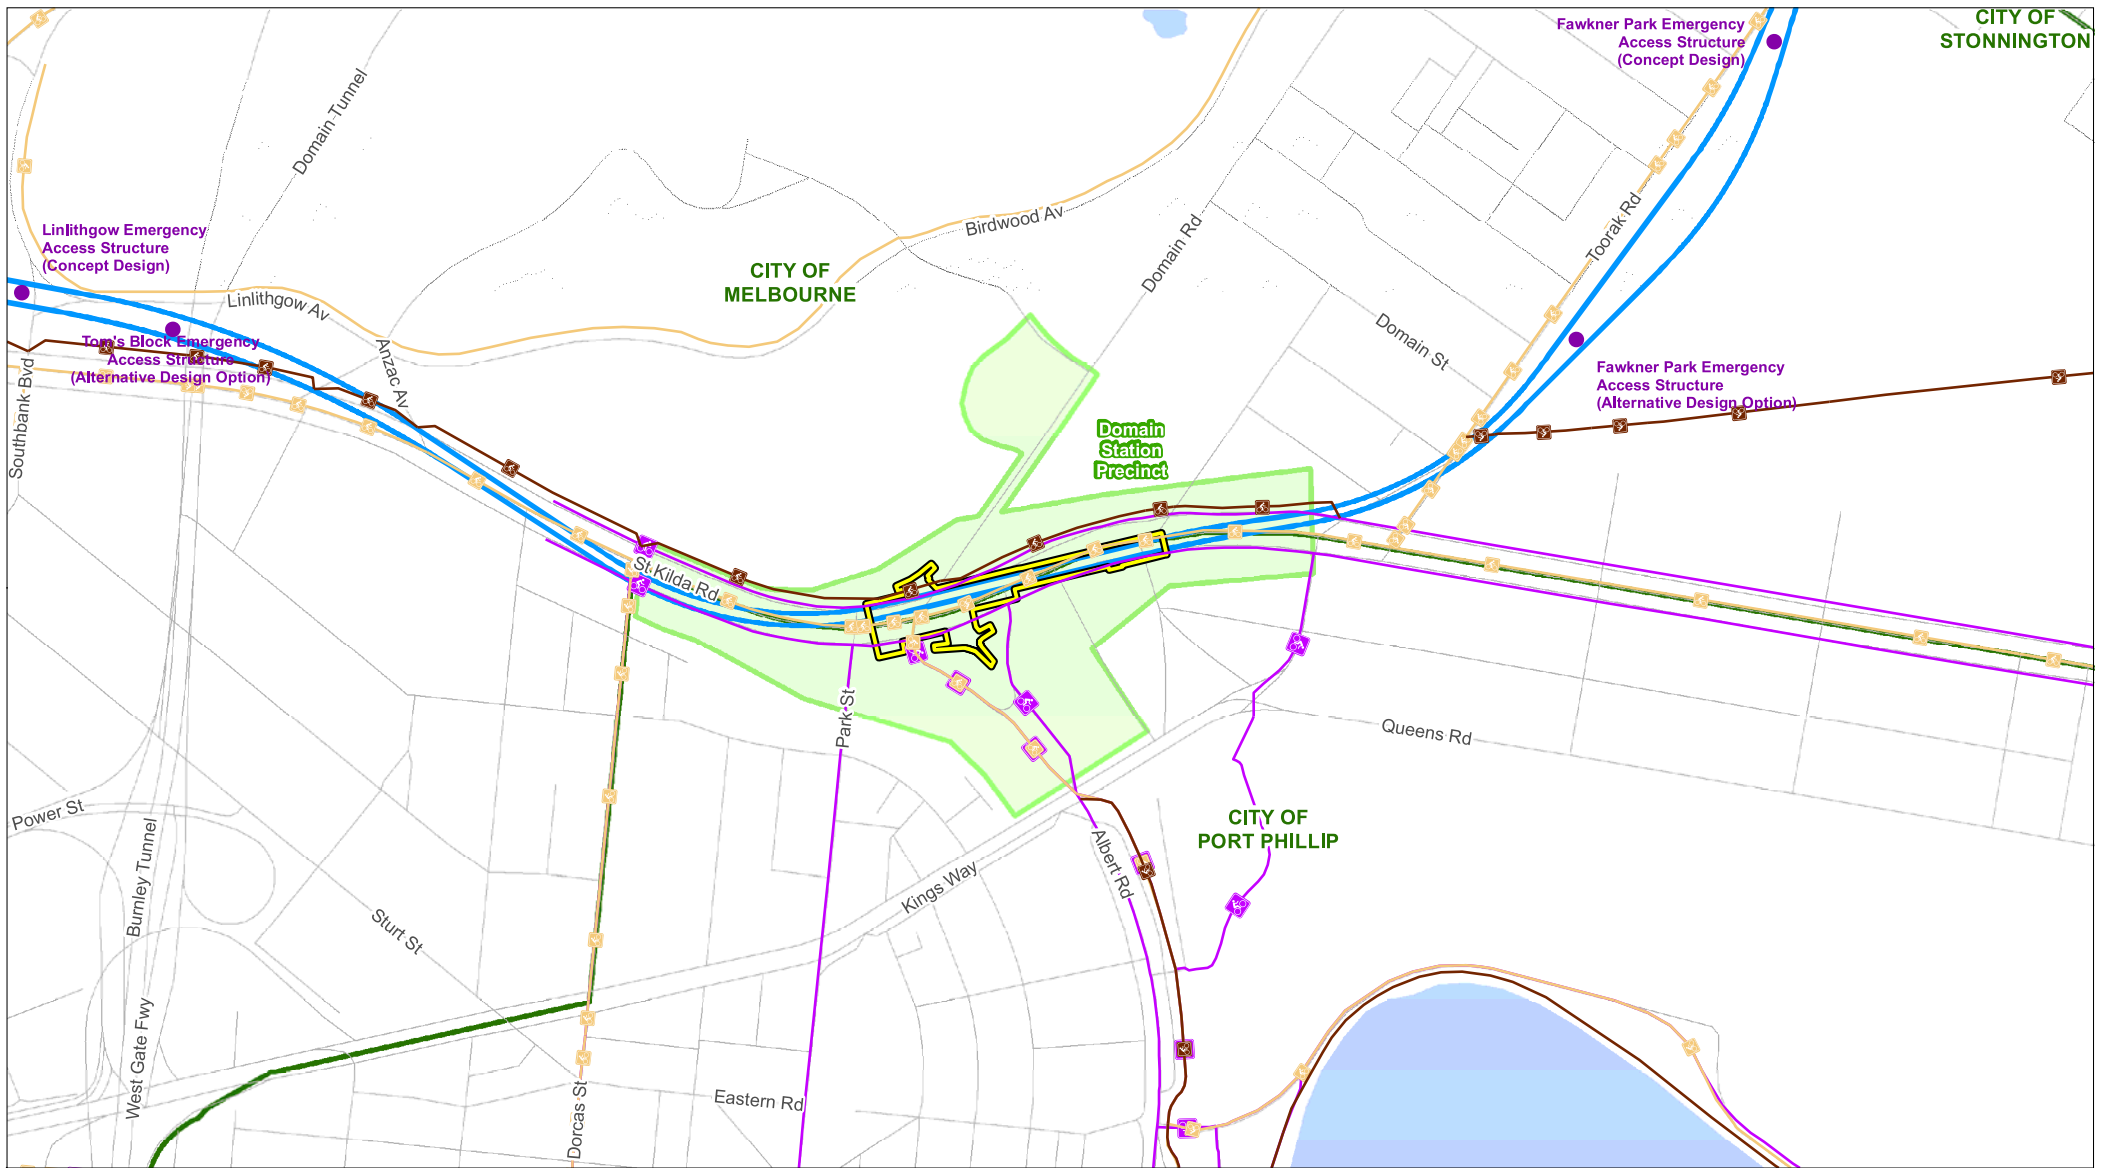 Fawkner Park Emergency
Access Structure
(Concept Design)
CITY OF
STONNINGTON
Domain Tunnel
Linlithgow Emergency
Access Structure
(Concept Design)
Birdwood Av
Domain Rd
Toorak Rd
CITY OF
MELBOURNE
Linlithgow Av
Tom's Block Emergency
Access Structure
(Alternative Design Option)
Anzac Av
Domain St
Fawkner Park Emergency
Access Structure
(Alternative Design Option)
Southbank Bvd
Domain
Station
Precinct
St Kilda Rd
Park St
Queens Rd
Power St
Burnley Tunnel
CITY OF
PORT PHILLIP
Albert Rd
Kings Way
Sturt St
West Gate Fwy
Eastern Rd
Dorcas St